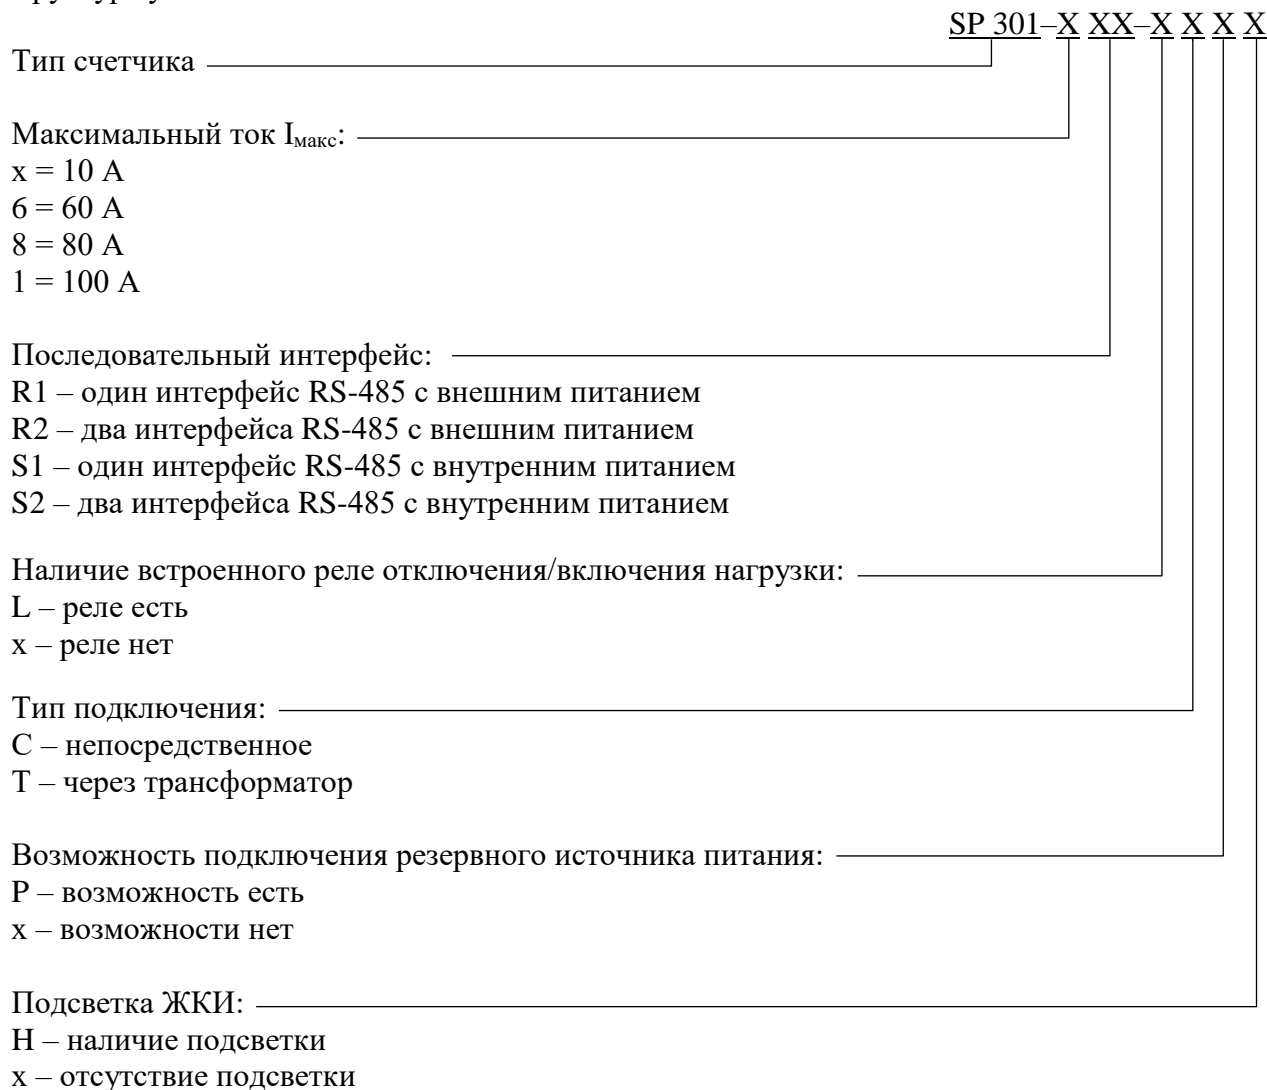 SP 301–X XX–X X X X
Тип счетчика
Максимальный ток Iмакс:
x = 10 А
6 = 60 А
8 = 80 А
1 = 100 А
Последовательный интерфейс:
R1 – один интерфейс RS-485 с внешним питанием
R2 – два интерфейса RS-485 с внешним питанием
S1 – один интерфейс RS-485 с внутренним питанием
S2 – два интерфейса RS-485 с внутренним питанием
Наличие встроенного реле отключения/включения нагрузки:
L – реле есть
x – реле нет
Тип подключения:
C – непосредственное
T – через трансформатор
Возможность подключения резервного источника питания:
P – возможность есть
x – возможности нет
Подсветка ЖКИ:
H – наличие подсветки
x – отсутствие подсветки